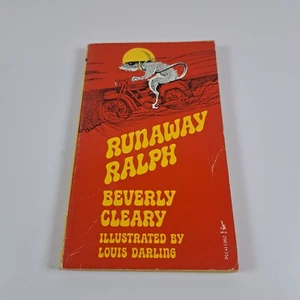 RUNAWAY
RALPH
BEVERLY
CLEARY
ILLUSTRATED BY
LOUIS DARLING